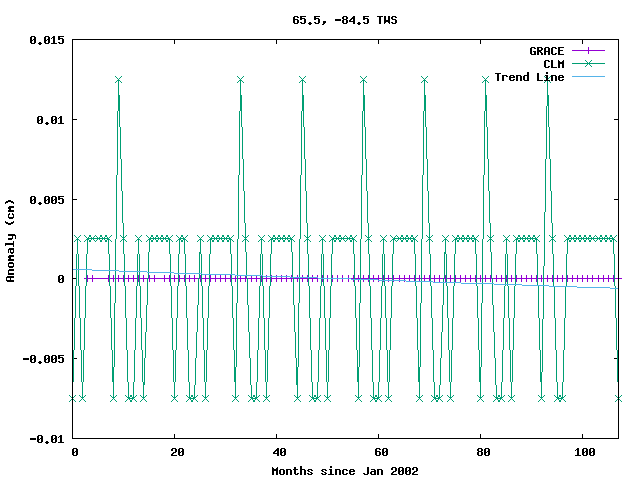 65.5, -84.5 TWS
0.015
GRACE
CLM
Trend Line
0.01
0.005
Anomaly (cm)
0
-0.005
-0.01
0 20 40 60 80 100
Months since Jan 2002